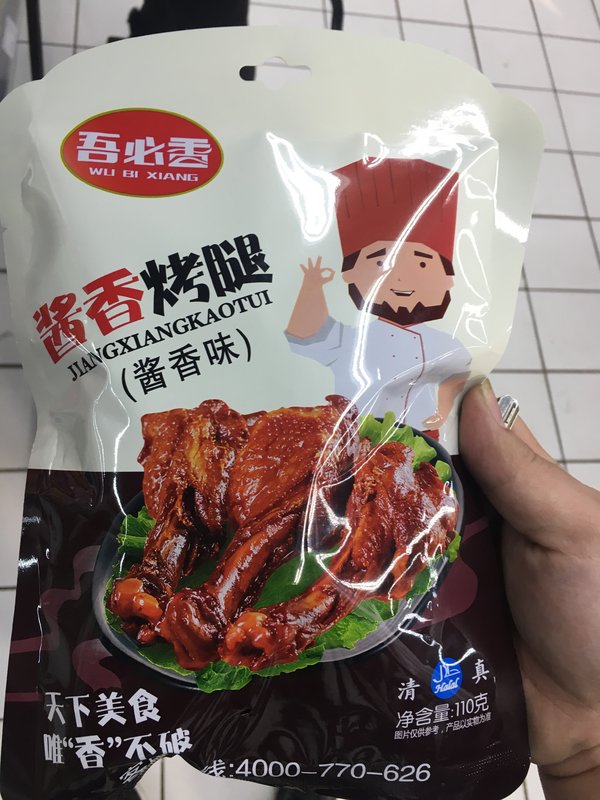 吾必香
WU BI XIANG
酱香烤腿
JIANGXIANGKAOTUI
(酱香味)
清 حلال Halal 真
净含量:110克
图片仅供参考，产品以实物为准
天下美食
唯“香”不破
线:4000-770-626